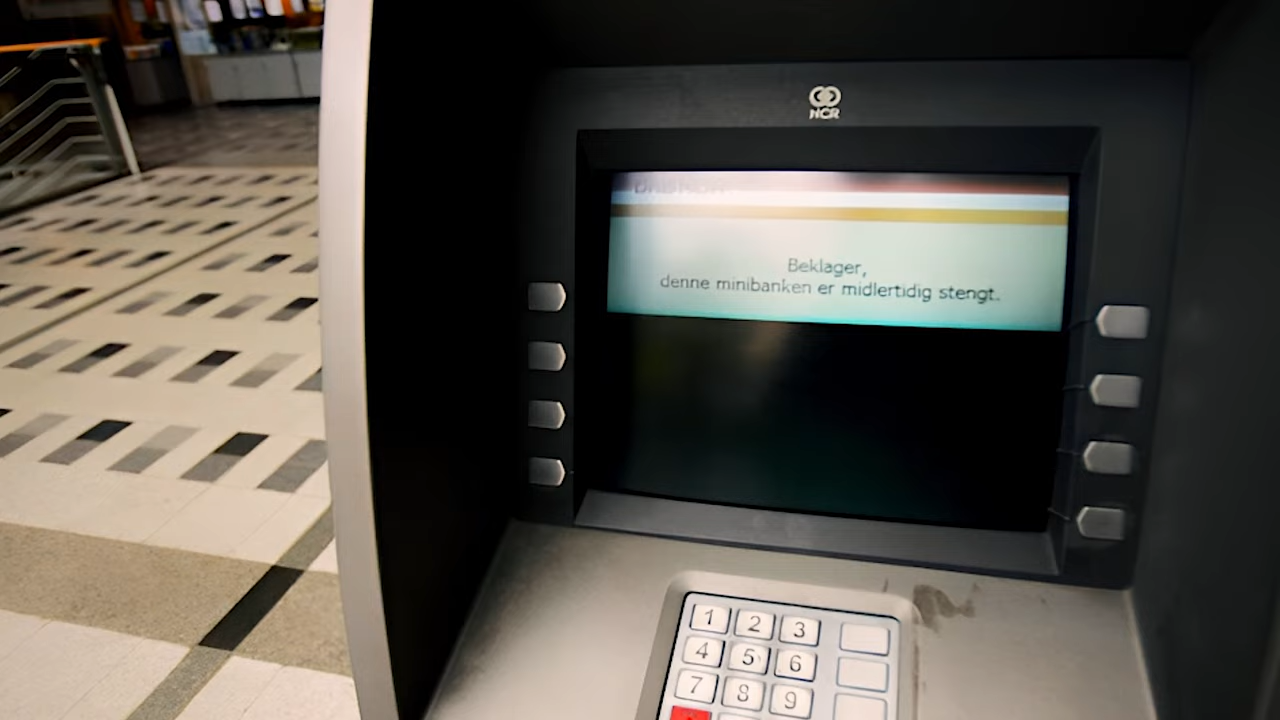 NCR
Beklager,
denne minibanken er midlertidig stengt.
1 2 3
4 5 6
7 8 9